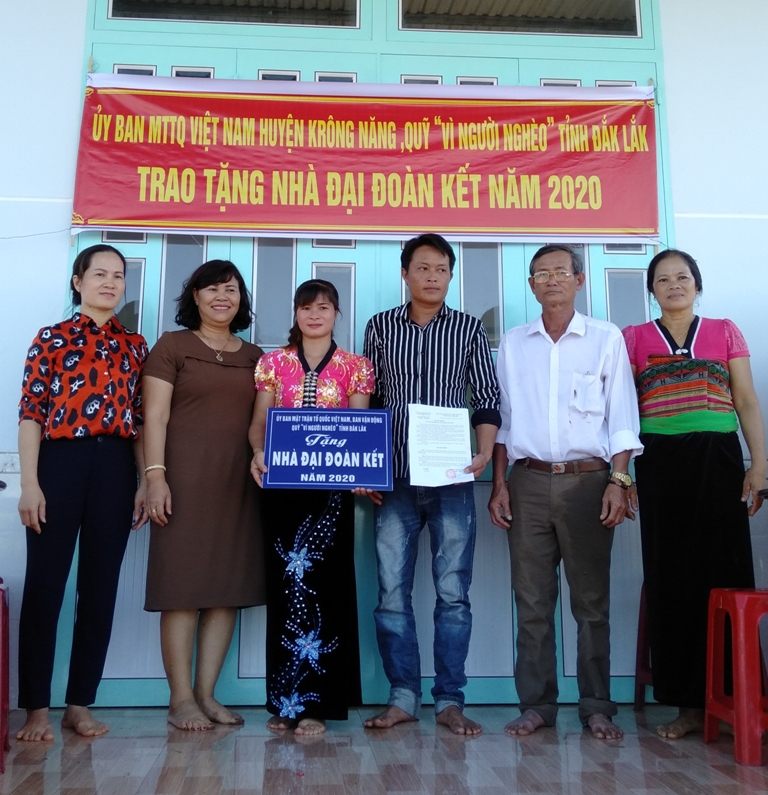 ỦY BAN MTTQ VIỆT NAM HUYỆN KRÔNG NĂNG ,QUỸ "VÌ NGƯỜI NGHÈO" TỈNH ĐẮK LẮK
TRAO TẶNG NHÀ ĐẠI ĐOÀN KẾT NĂM 2020
ỦY BAN MẶT TRẬN TỔ QUỐC VIỆT NAM, BAN VẬN ĐỘNG
QUỸ "VÌ NGƯỜI NGHÈO" TỈNH ĐẮK LẮK
Tặng
NHÀ ĐẠI ĐOÀN KẾT
NĂM 2020